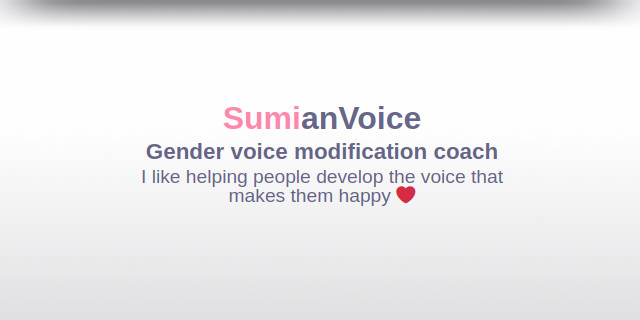 SumianVoice
Gender voice modification coach
I like helping people develop the voice that
makes them happy ❤️